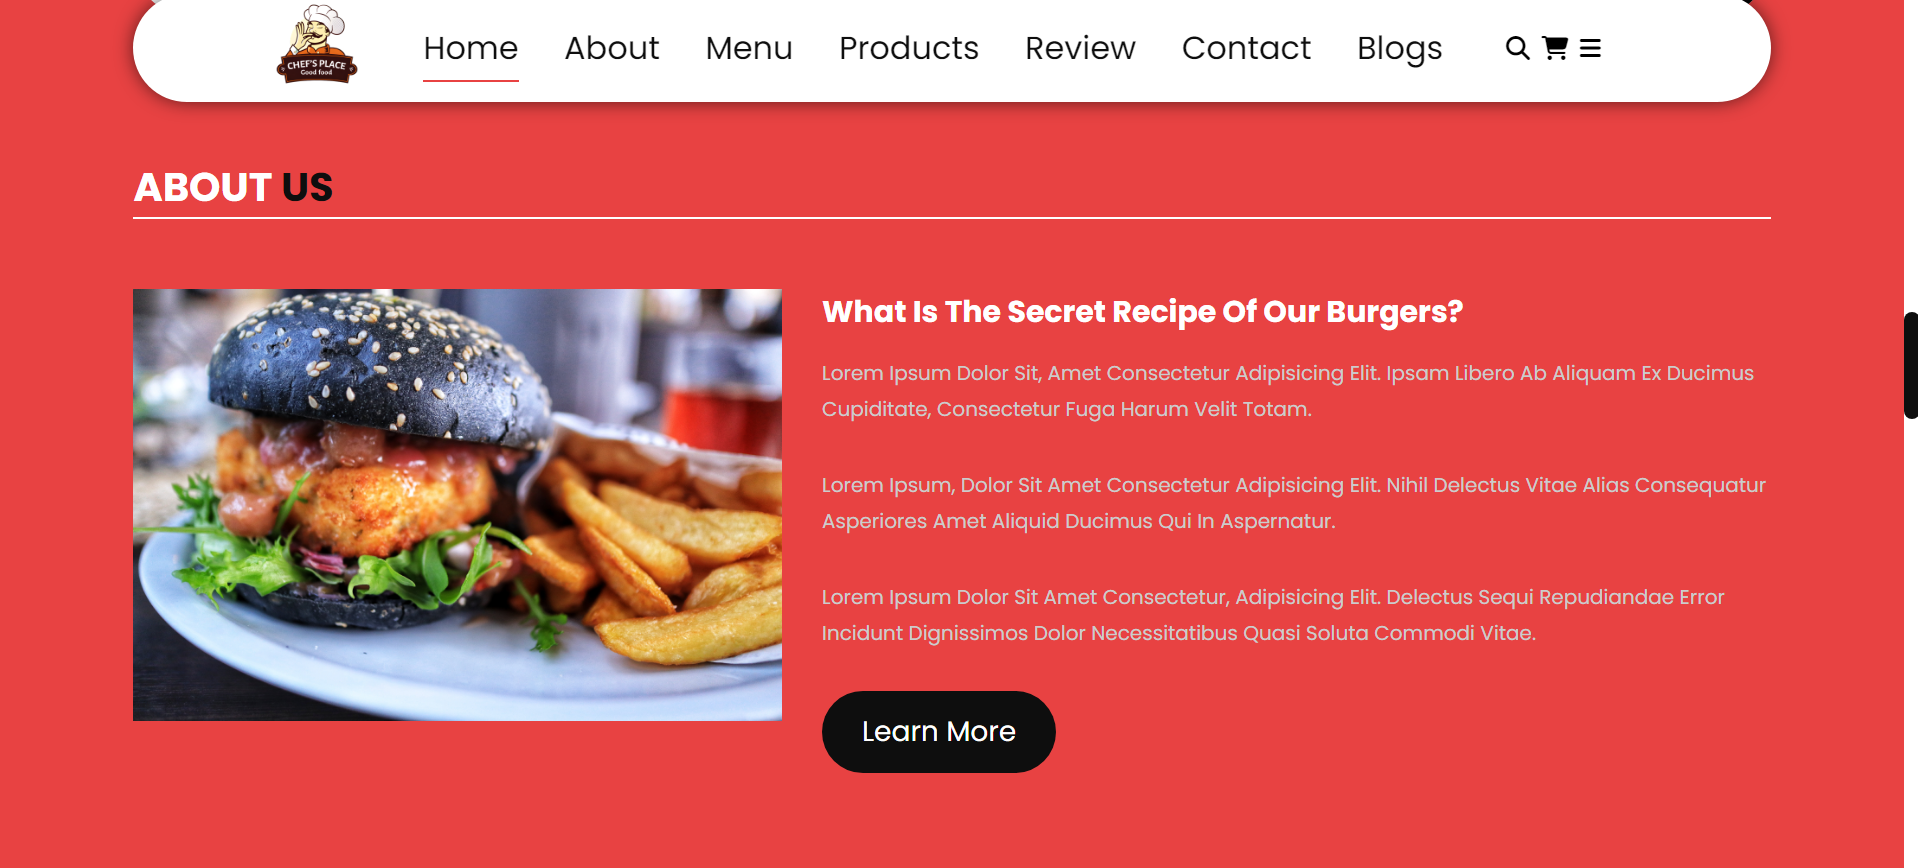 CHEF'S PLACE
Good food
Home About Menu Products Review Contact Blogs
ABOUT US
What Is The Secret Recipe Of Our Burgers?
Lorem Ipsum Dolor Sit, Amet Consectetur Adipisicing Elit. Ipsam Libero Ab Aliquam Ex Ducimus
Cupiditate, Consectetur Fuga Harum Velit Totam.
Lorem Ipsum, Dolor Sit Amet Consectetur Adipisicing Elit. Nihil Delectus Vitae Alias Consequatur
Asperiores Amet Aliquid Ducimus Qui In Aspernatur.
Lorem Ipsum Dolor Sit Amet Consectetur, Adipisicing Elit. Delectus Sequi Repudiandae Error
Incidunt Dignissimos Dolor Necessitatibus Quasi Soluta Commodi Vitae.
Learn More